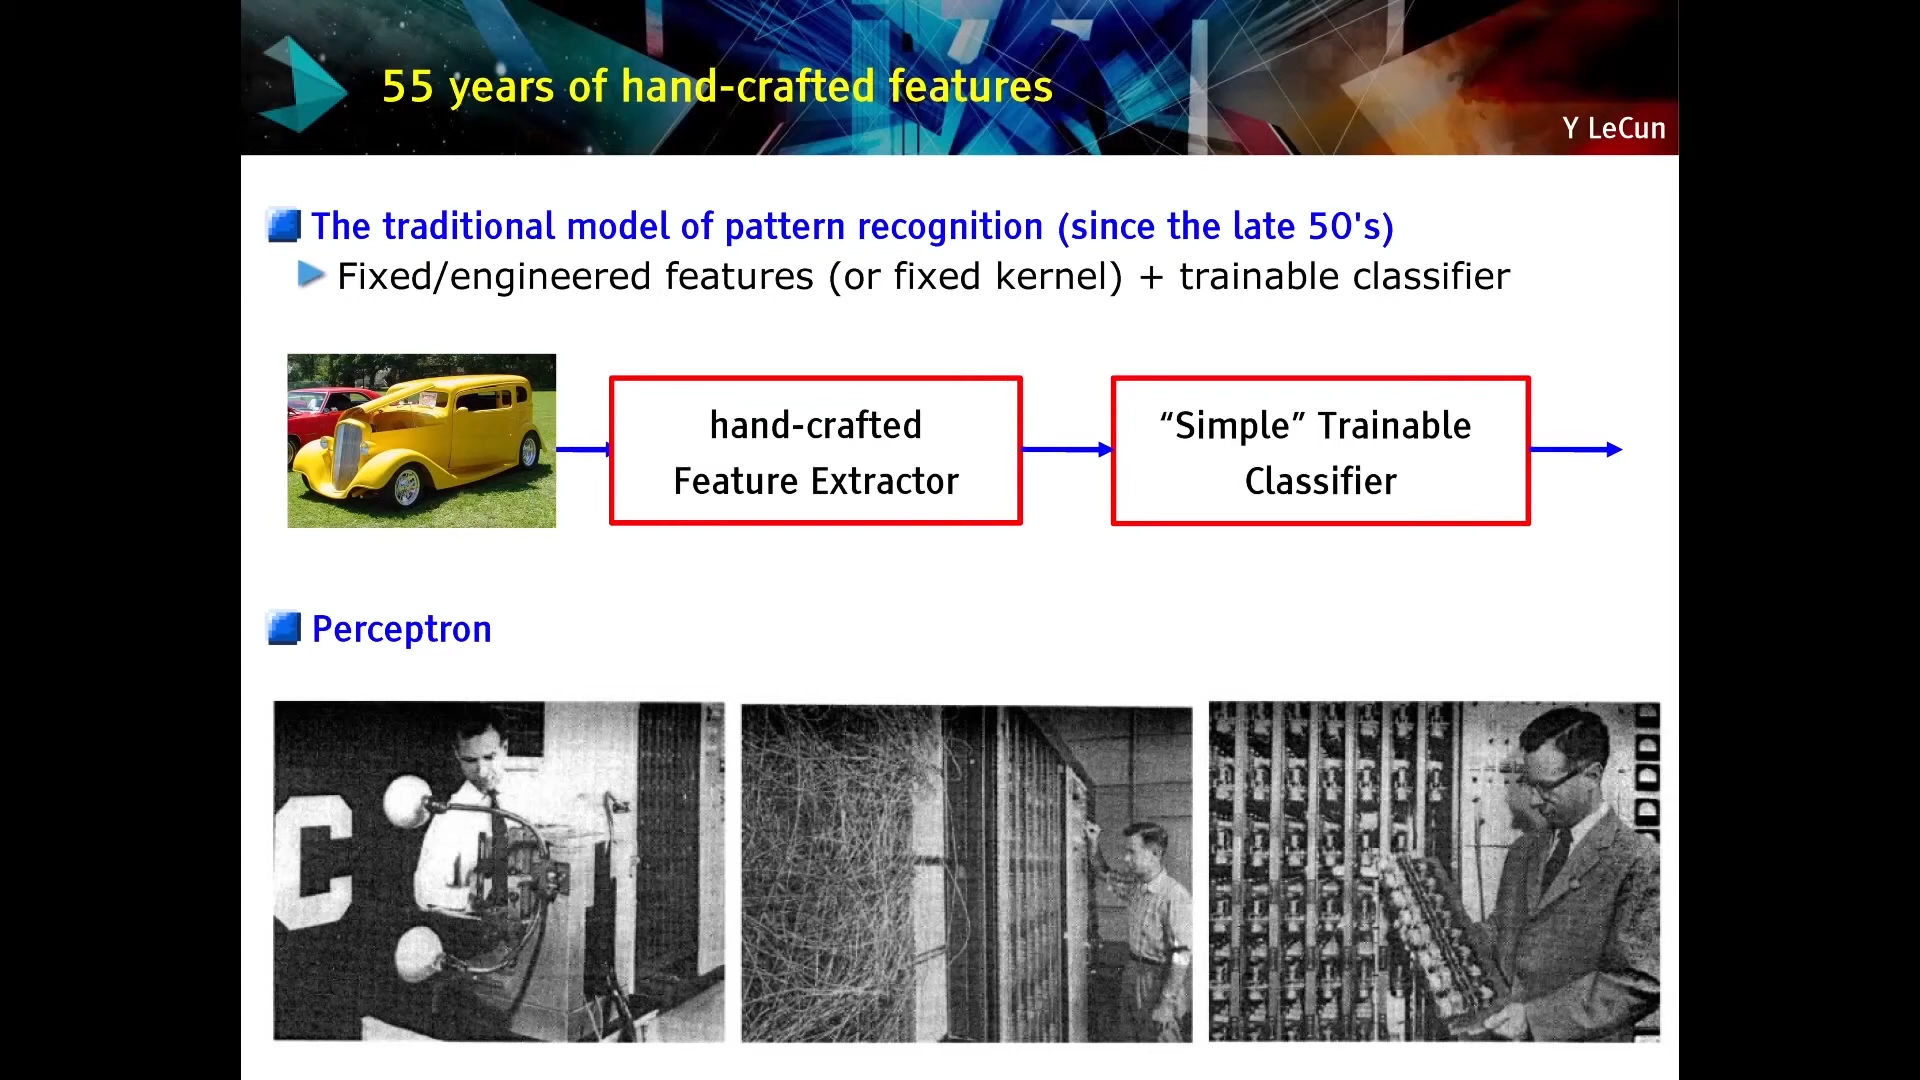 55 years of hand-crafted features
Y LeCun
The traditional model of pattern recognition (since the late 50's)
Fixed/engineered features (or fixed kernel) + trainable classifier
hand-crafted
Feature Extractor
“Simple” Trainable
Classifier
Perceptron
C